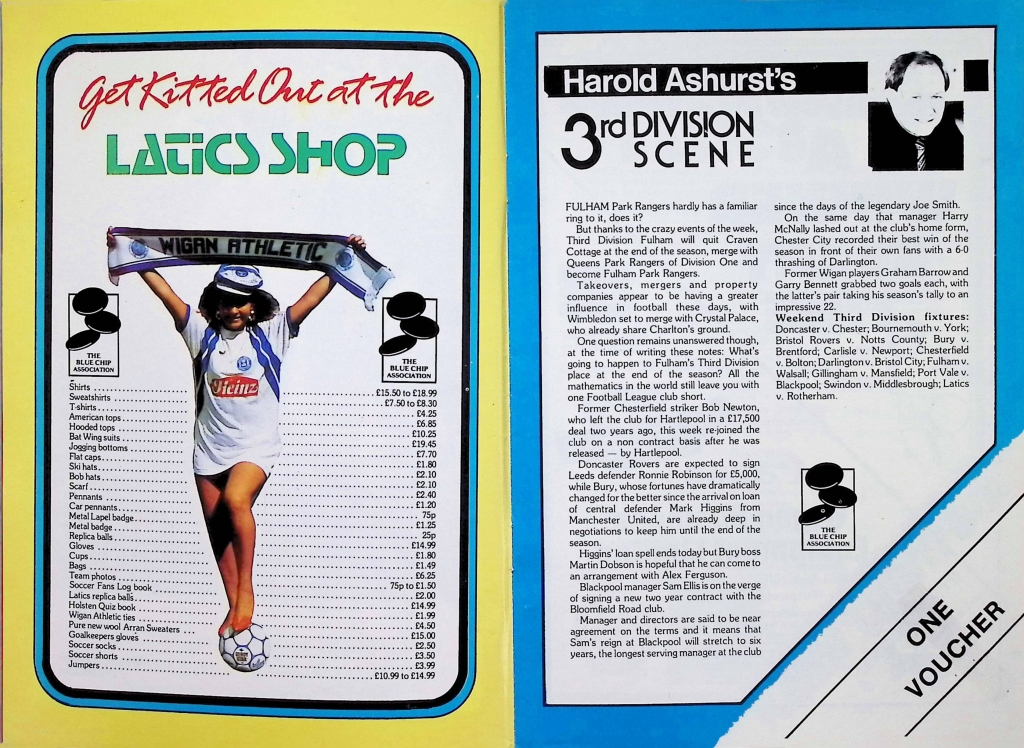 Get Kitted Out at the
LATICS SHOP
WIGAN ATHLETIC
THE
BLUE CHIP
ASSOCIATION
THE
BLUE CHIP
ASSOCIATION
Heinz
Shirts £15.50 to £18.99
Sweatshirts £7.50 to £8.30
T-shirts £4.25
American tops £6.85
Hooded tops £10.25
Bat Wing suits £19.45
Jogging bottoms £7.70
Flat caps £1.80
Ski hats £2.10
Bob hats £2.10
Scarf £2.40
Pennants £1.20
Car pennants 75p
Metal Lapel badge £1.25
Metal badge 25p
Replica balls £14.99
Gloves £1.80
Cups £1.49
Bags £6.25
Team photos 75p to £1.50
Soccer Fans Log book £2.00
Latics replica balls £14.99
Holsten Quiz book £1.99
Wigan Athletic ties £4.50
Pure new wool Arran Sweaters £15.00
Goalkeepers gloves £2.50
Soccer socks £3.50
Soccer shorts £3.99
Jumpers £10.99 to £14.99
Harold Ashurst's
3rd DIVISION
SCENE
FULHAM Park Rangers hardly has a familiar
ring to it, does it?
But thanks to the crazy events of the week,
Third Division Fulham will quit Craven
Cottage at the end of the season, merge with
Queens Park Rangers of Division One and
become Fulham Park Rangers.
Takeovers, mergers and property
companies appear to be having a greater
influence in football these days, with
Wimbledon set to merge with Crystal Palace,
who already share Charlton's ground.
One question remains unanswered though,
at the time of writing these notes: What's
going to happen to Fulham's Third Division
place at the end of the season? All the
mathematics in the world still leave you with
one Football League club short.
Former Chesterfield striker Bob Newton,
who left the club for Hartlepool in a £17,500
deal two years ago, this week re-joined the
club on a non contract basis after he was
released — by Hartlepool.
Doncaster Rovers are expected to sign
Leeds defender Ronnie Robinson for £5,000,
while Bury, whose fortunes have dramatically
changed for the better since the arrival on loan
of central defender Mark Higgins from
Manchester United, are already deep in
negotiations to keep him until the end of the
season.
Higgins' loan spell ends today but Bury boss
Martin Dobson is hopeful that he can come to
an arrangement with Alex Ferguson.
Blackpool manager Sam Ellis is on the verge
of signing a new two year contract with the
Bloomfield Road club.
Manager and directors are said to be near
agreement on the terms and it means that
Sam's reign at Blackpool will stretch to six
years, the longest serving manager at the club
since the days of the legendary Joe Smith.
On the same day that manager Harry
McNally lashed out at the club's home form,
Chester City recorded their best win of the
season in front of their own fans with a 6-0
thrashing of Darlington.
Former Wigan players Graham Barrow and
Garry Bennett grabbed two goals each, with
the latter's pair taking his season's tally to an
impressive 22.
Weekend Third Division fixtures:
Doncaster v. Chester; Bournemouth v. York;
Bristol Rovers v. Notts County; Bury v.
Brentford; Carlisle v. Newport; Chesterfield
v. Bolton; Darlington v. Bristol City; Fulham v.
Walsall; Gillingham v. Mansfield; Port Vale v.
Blackpool; Swindon v. Middlesbrough; Latics
v. Rotherham.
THE
BLUE CHIP
ASSOCIATION
ONE
VOUCHER